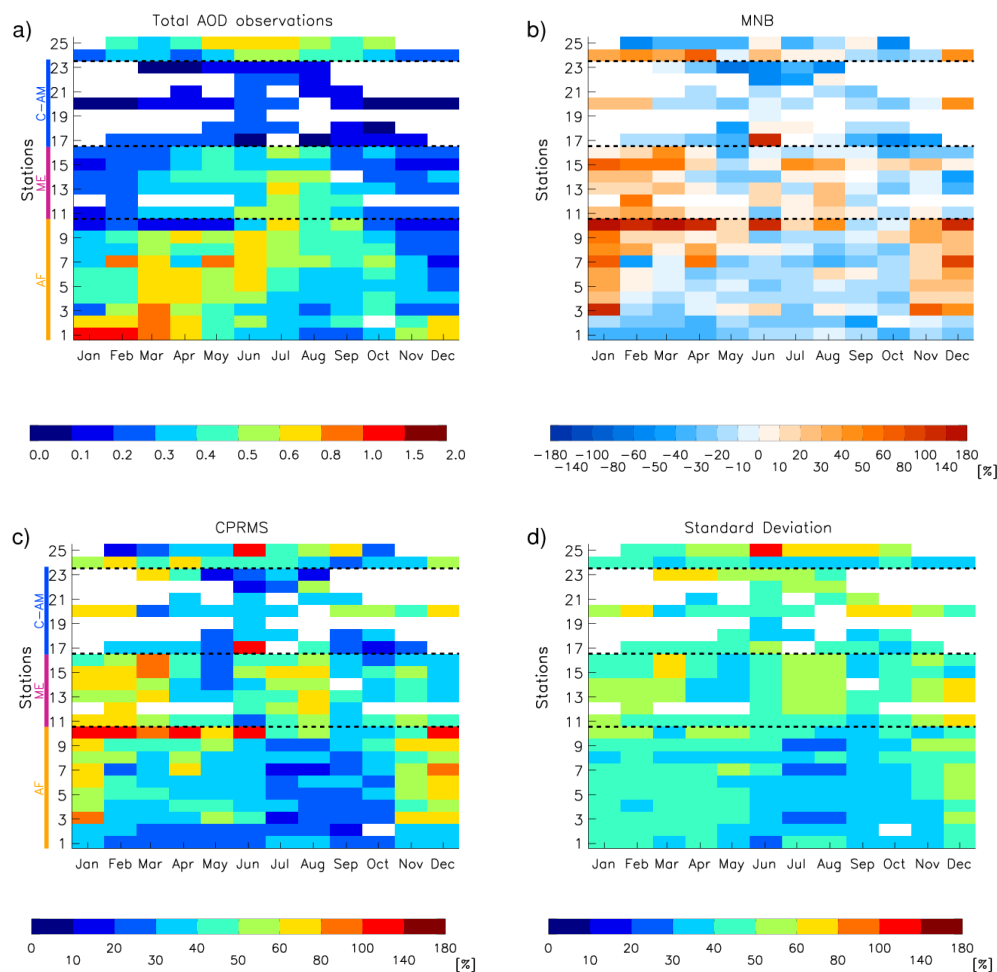 a) Total AOD observations
25
23
21
19
17
15
13
11
9
7
5
3
1
Stations
C-AM
ME
AF
Jan Feb Mar Apr May Jun Jul Aug Sep Oct Nov Dec
0.0 0.1 0.2 0.3 0.4 0.5 0.6 0.8 1.0 1.5 2.0
b) MNB
25
23
21
19
17
15
13
11
9
7
5
3
1
Stations
Jan Feb Mar Apr May Jun Jul Aug Sep Oct Nov Dec
-180 -100 -60 -40 -20 0 20 40 60 100 180
-140 -80 -50 -30 -10 10 30 50 80 140 [%]
c) CPRMS
25
23
21
19
17
15
13
11
9
7
5
3
1
Stations
C-AM
ME
AF
Jan Feb Mar Apr May Jun Jul Aug Sep Oct Nov Dec
0 10 20 30 40 50 60 80 100 140 180
[%]
d) Standard Deviation
25
23
21
19
17
15
13
11
9
7
5
3
1
Stations
Jan Feb Mar Apr May Jun Jul Aug Sep Oct Nov Dec
0 10 20 30 40 50 60 80 100 140 180
[%]